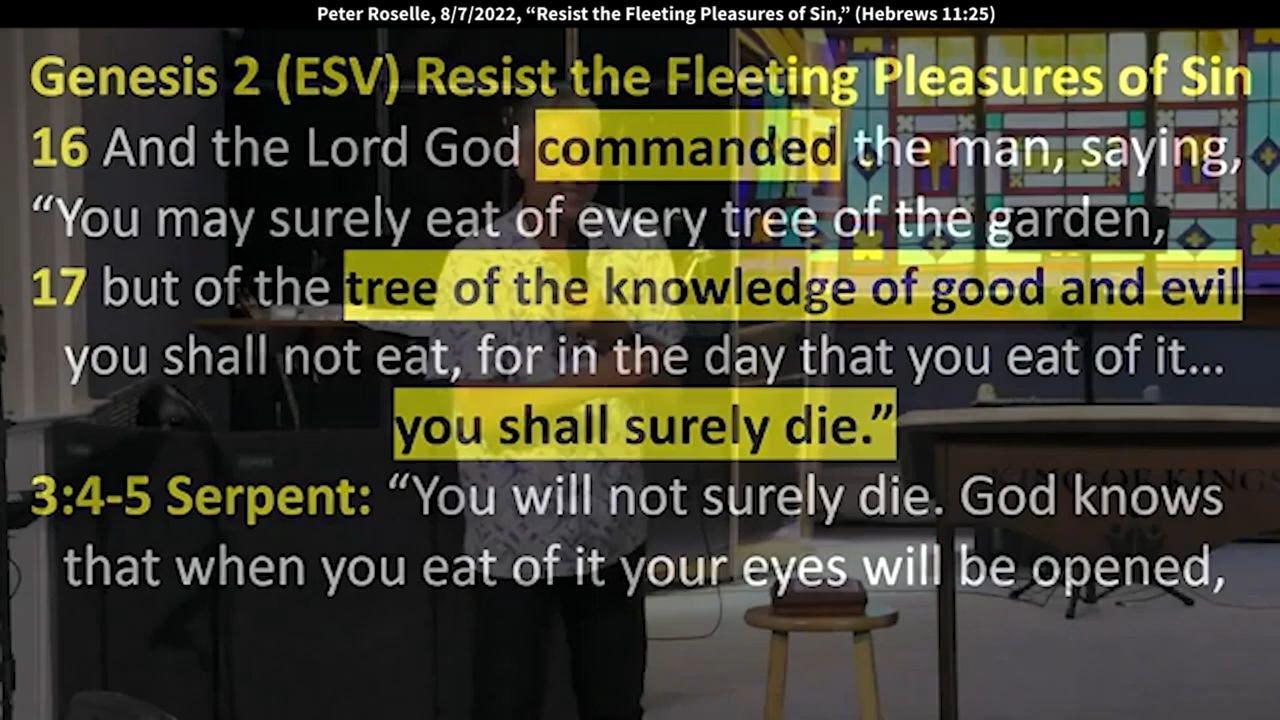 Peter Roselle, 8/7/2022, “Resist the Fleeting Pleasures of Sin,” (Hebrews 11:25)
Genesis 2 (ESV) Resist the Fleeting Pleasures of Sin
16 And the Lord God commanded the man, saying,
“You may surely eat of every tree of the garden,
17 but of the tree of the knowledge of good and evil
you shall not eat, for in the day that you eat of it...
you shall surely die.”
3:4-5 Serpent: “You will not surely die. God knows
that when you eat of it your eyes will be opened,
KING OF KINGS